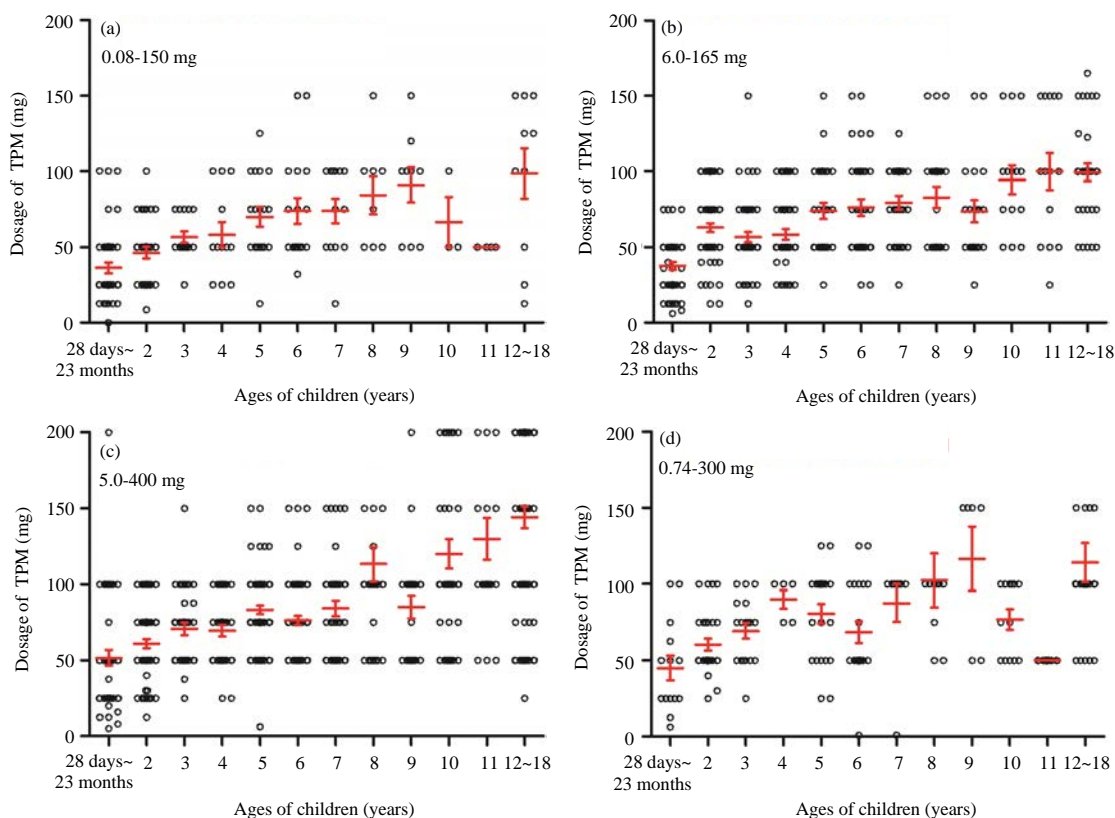 (a)
0.08-150 mg
Dosage of TPM (mg)
200
150
100
50
0
28 days~ 2 3 4 5 6 7 8 9 10 11 12~18
23 months
Ages of children (years)
(b)
6.0-165 mg
Dosage of TPM (mg)
200
150
100
50
0
28 days~ 2 3 4 5 6 7 8 9 10 11 12~18
23 months
Ages of children (years)
(c)
5.0-400 mg
Dosage of TPM (mg)
200
150
100
50
0
28 days~ 2 3 4 5 6 7 8 9 10 11 12~18
23 months
Ages of children (years)
(d)
0.74-300 mg
Dosage of TPM (mg)
200
150
100
50
0
28 days~ 2 3 4 5 6 7 8 9 10 11 12~18
23 months
Ages of children (years)